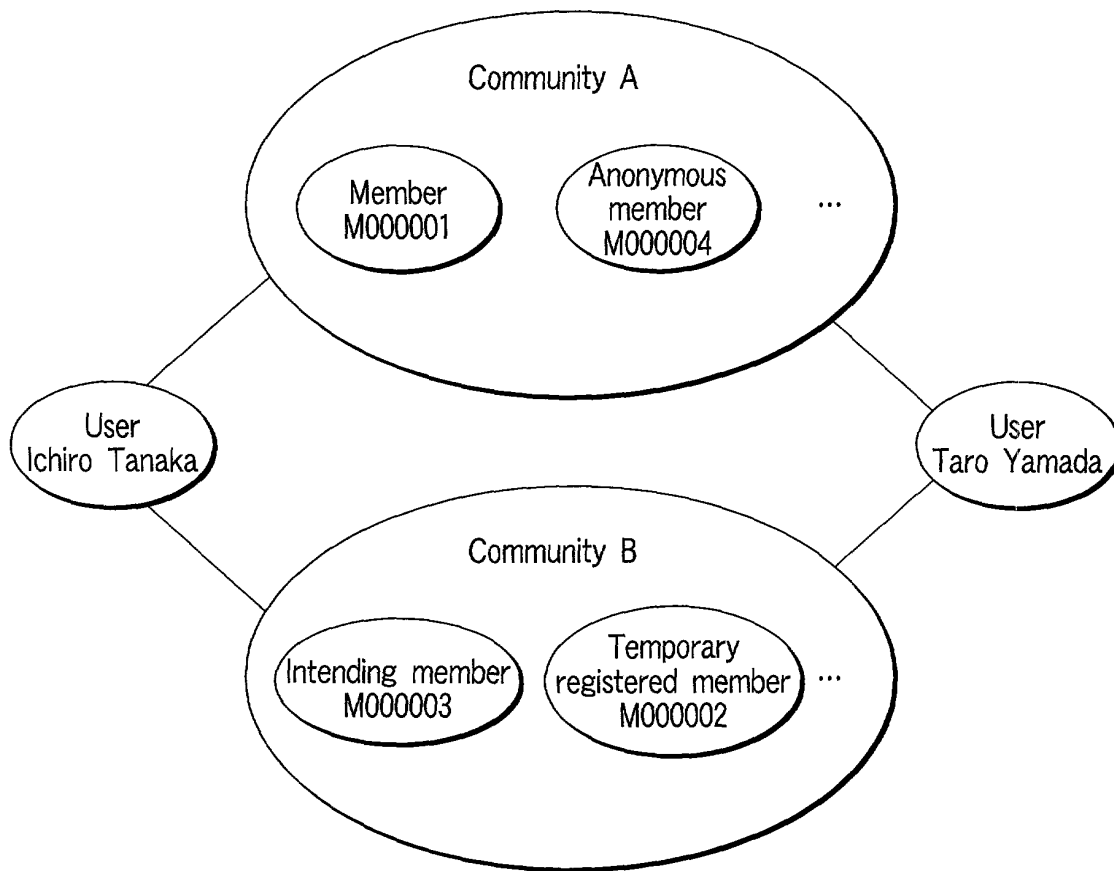 Community A
Member
M000001
Anonymous
member
M000004
...
User
Ichiro Tanaka
User
Taro Yamada
Community B
Intending member
M000003
Temporary
registered member
M000002
...